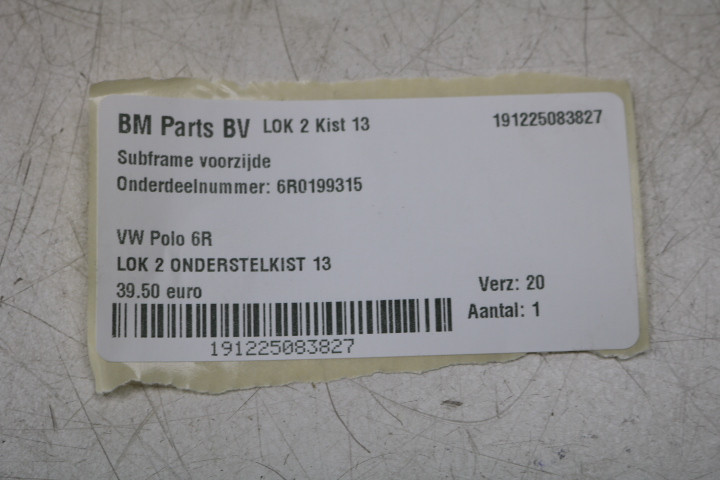 BM Parts BV LOK 2 Kist 13 191225083827
Subframe voorzijde
Onderdeelnummer: 6R0199315
VW Polo 6R
LOK 2 ONDERSTELKIST 13
39.50 euro Verz: 20
Aantal: 1
191225083827